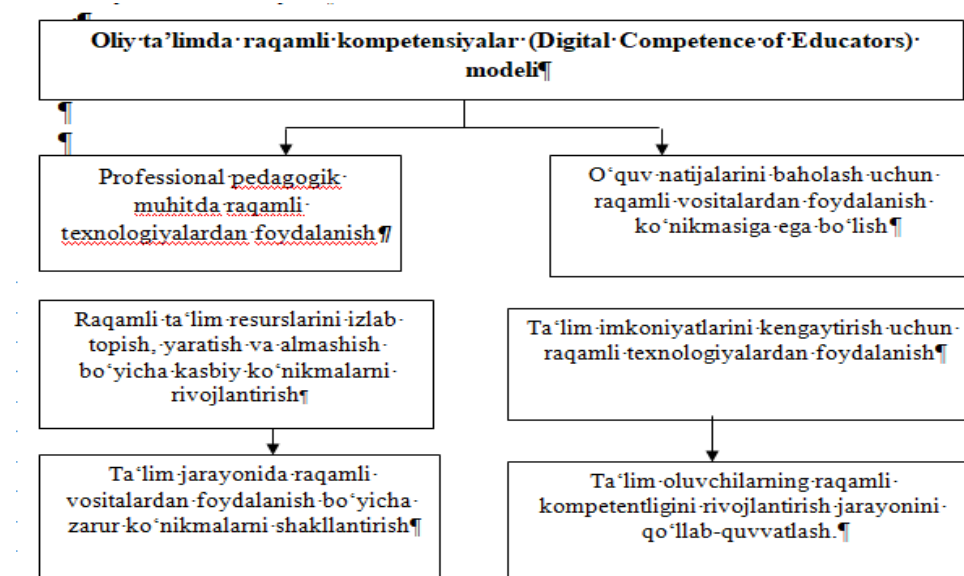 Oliy ta’limda raqamli kompetensiyalar (Digital Competence of Educators)
modeli¶
¶
¶
Professional pedagogik
muhitda raqamli
texnologiyalardan foydalanish¶
O‘quv natijalarini baholash uchun
raqamli vositalardan foydalanish
ko‘nikmasiga ega bo‘lish¶
Raqamli ta‘lim resurslarini izlab
topish, yaratish va almashish
bo‘yicha kasbiy ko‘nikmalarni
rivojlantirish¶
Ta‘lim imkoniyatlarini kengaytirish uchun
raqamli texnologiyalardan foydalanish¶
Ta‘lim jarayonida raqamli
vositalardan foydalanish bo‘yicha
zarur ko‘nikmalarni shakllantirish¶
Ta‘lim oluvchilarning raqamli
kompetentligini rivojlantirish jarayonini
qo‘llab-quvvatlash.¶